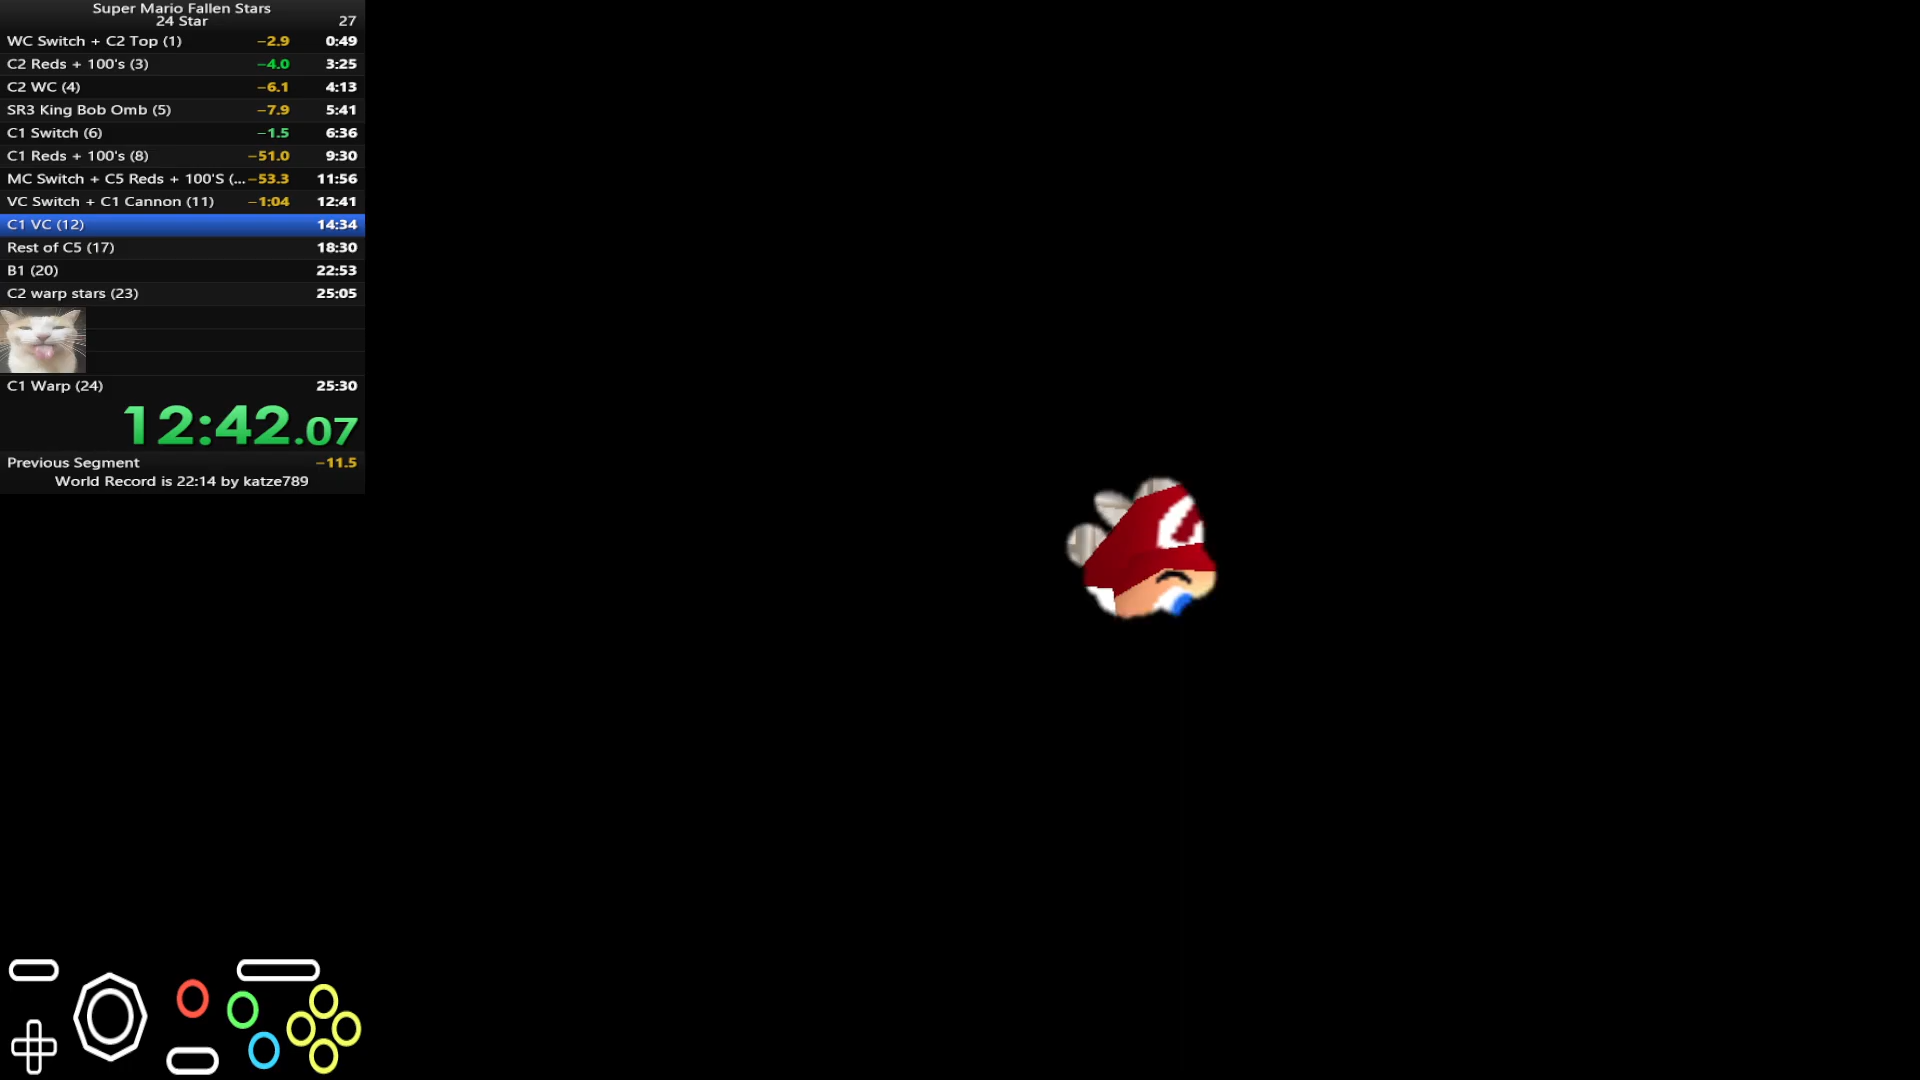 Super Mario Fallen Stars
24 Star 27
WC Switch + C2 Top (1) −2.9 0:49
C2 Reds + 100's (3) −4.0 3:25
C2 WC (4) −6.1 4:13
SR3 King Bob Omb (5) −7.9 5:41
C1 Switch (6) −1.5 6:36
C1 Reds + 100's (8) −51.0 9:30
MC Switch + C5 Reds + 100'S (... −53.3 11:56
VC Switch + C1 Cannon (11) −1:04 12:41
C1 VC (12) 14:34
Rest of C5 (17) 18:30
B1 (20) 22:53
C2 warp stars (23) 25:05
C1 Warp (24) 25:30
12:42.07
Previous Segment −11.5
World Record is 22:14 by katze789